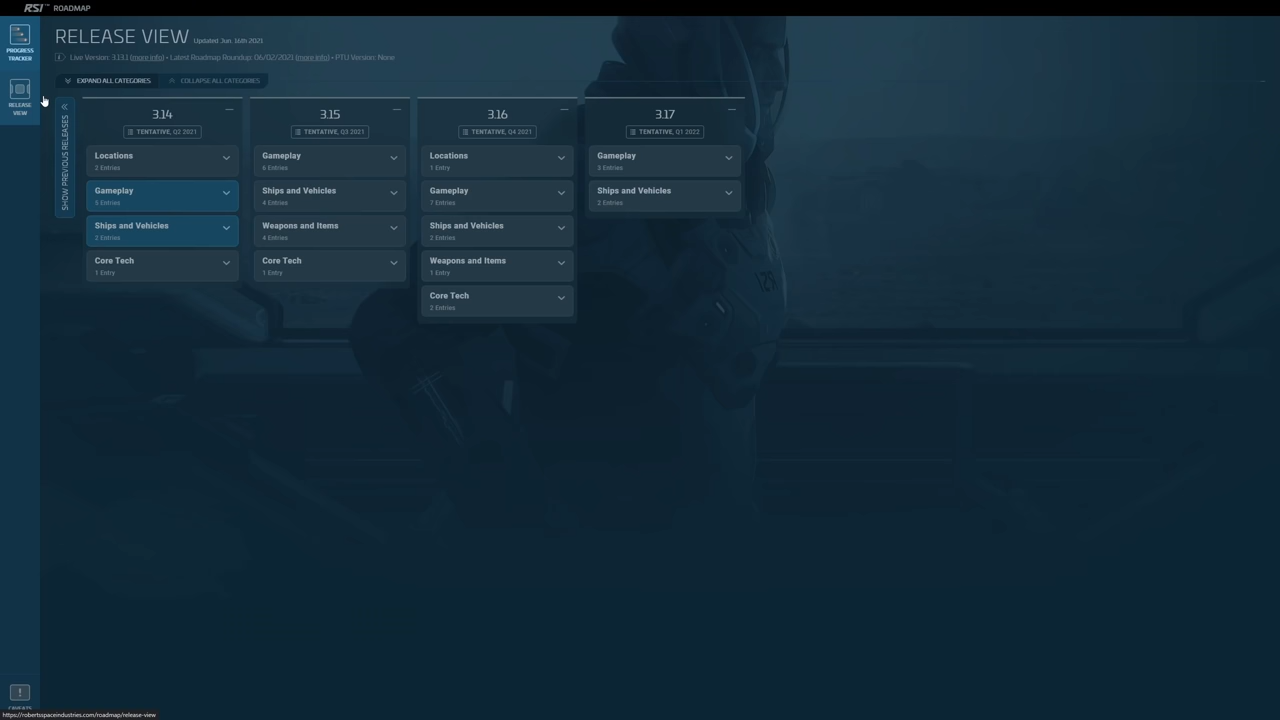 RSI™ ROADMAP
PROGRESS
TRACKER
RELEASE
VIEW
RELEASE VIEW Updated Jun. 16th 2021
Live Version: 3.13.1 (more info) • Latest Roadmap Roundup: 06/02/2021 (more info) • PTU Version: None
EXPAND ALL CATEGORIES
COLLAPSE ALL CATEGORIES
SHOW PREVIOUS RELEASES
3.14
TENTATIVE, Q2 2021
Locations
2 Entries
Gameplay
5 Entries
Ships and Vehicles
2 Entries
Core Tech
1 Entry
3.15
TENTATIVE, Q3 2021
Gameplay
6 Entries
Ships and Vehicles
4 Entries
Weapons and Items
4 Entries
Core Tech
1 Entry
3.16
TENTATIVE, Q4 2021
Locations
1 Entry
Gameplay
7 Entries
Ships and Vehicles
2 Entries
Weapons and Items
1 Entry
Core Tech
2 Entries
3.17
TENTATIVE, Q1 2022
Gameplay
3 Entries
Ships and Vehicles
2 Entries
CAVEATS
https://robertsspaceindustries.com/roadmap/release-view